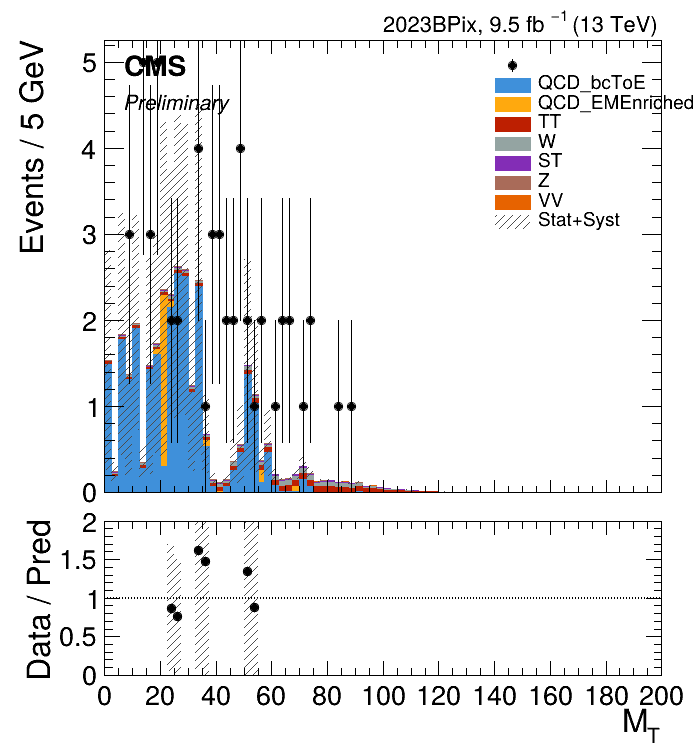 2023BPix, 9.5 fb⁻¹ (13 TeV)
Events / 5 GeV
CMS
Preliminary
QCD_bcToE
QCD_EMEnriched
TT
W
ST
Z
VV
Stat+Syst
5
4
3
2
1
0
Data / Pred
2
1.5
1
0.5
0
0 20 40 60 80 100 120 140 160 180 200
M_T